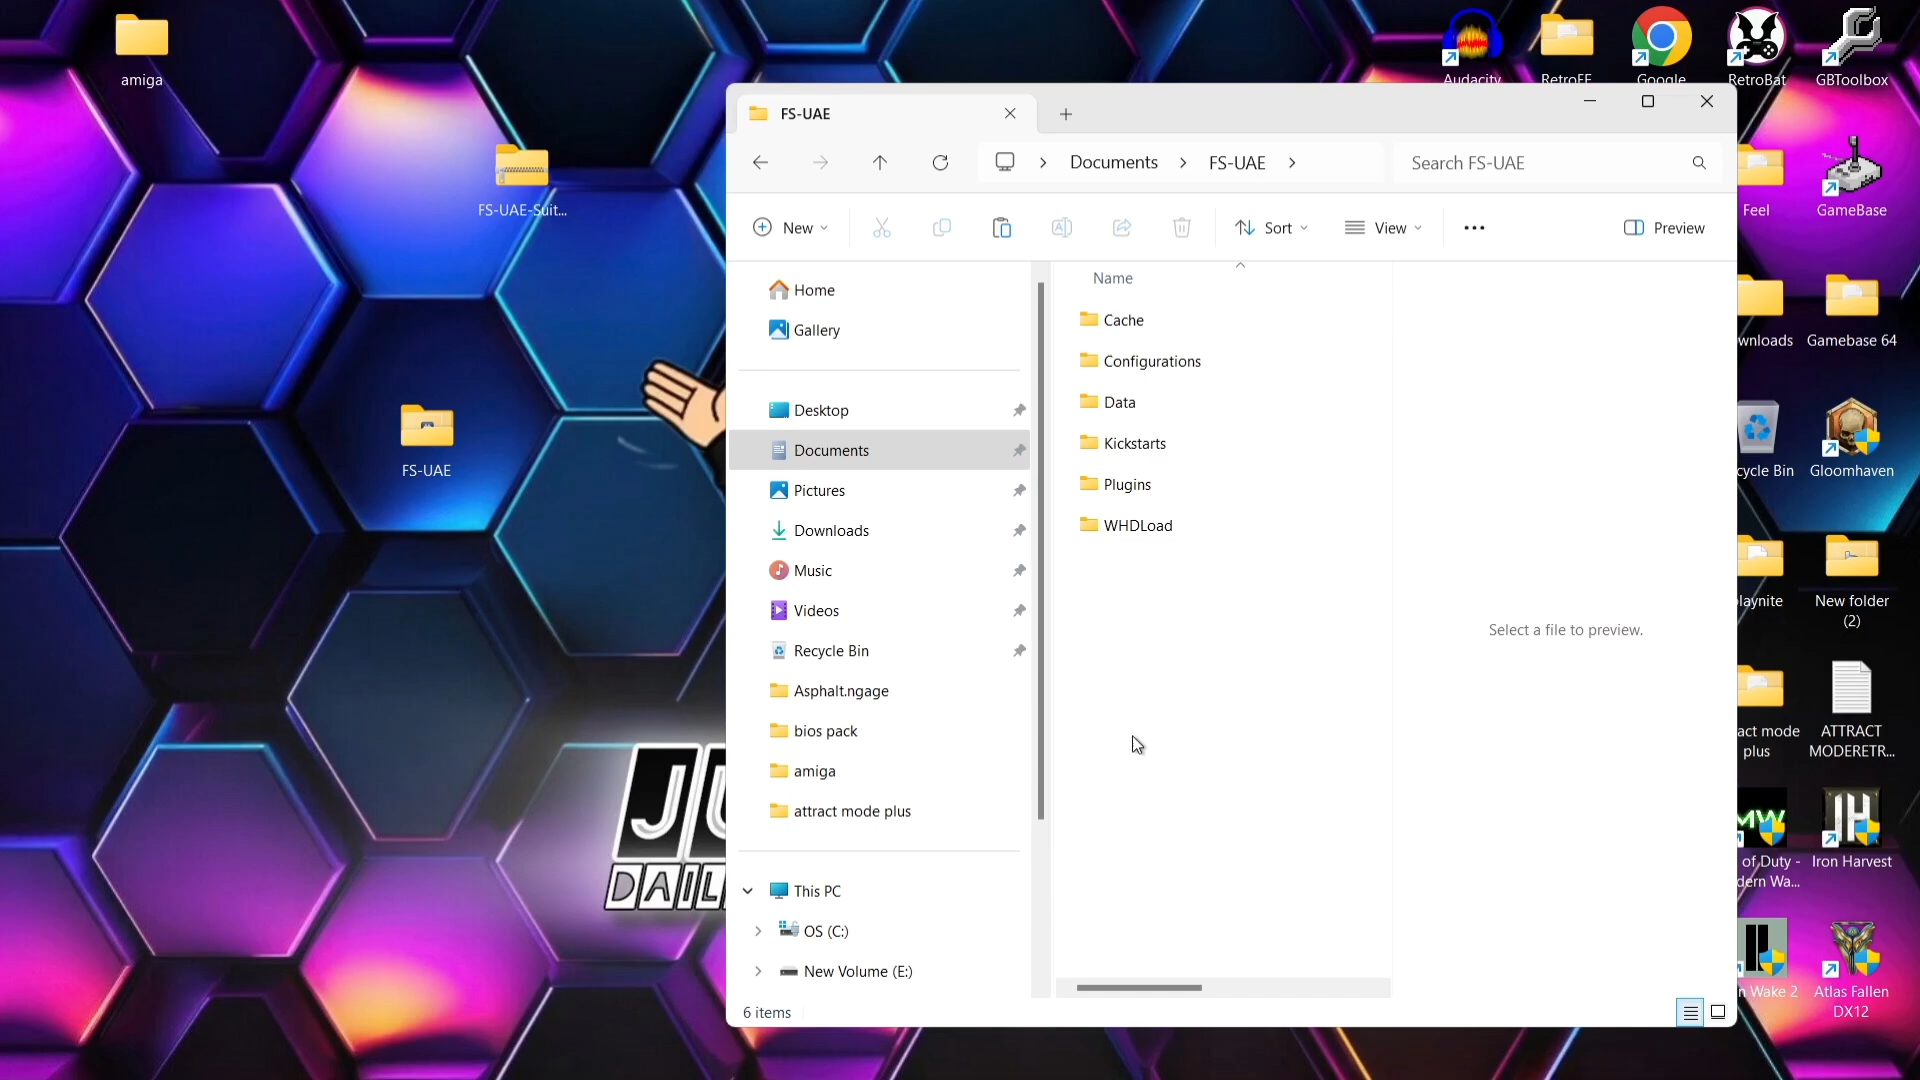 amiga
FS-UAE-Suit...
FS-UAE
JU
DAIL
Audacity
RetroFE
Google
RetroBat
GBToolbox
FS-UAE
Documents
FS-UAE
Search FS-UAE
New
Sort
View
Preview
Home
Gallery
Desktop
Documents
Pictures
Downloads
Music
Videos
Recycle Bin
Asphalt.ngage
bios pack
amiga
attract mode plus
This PC
OS (C:)
New Volume (E:)
Name
Cache
Configurations
Data
Kickstarts
Plugins
WHDLoad
Select a file to preview.
6 items
Feel
GameBase
wnloads
Gamebase 64
cycle Bin
Gloomhaven
laynite
New folder
(2)
act mode
plus
ATTRACT
MODERETR...
MW
of Duty -
dern Wa...
IH
Iron Harvest
n Wake 2
Atlas Fallen
DX12